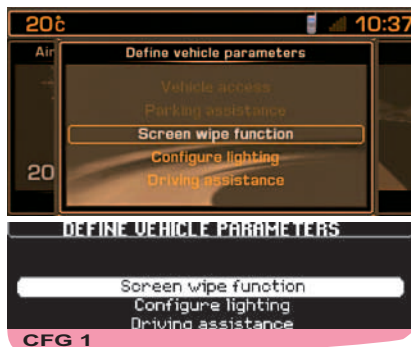 20°c 10:37
Air
Define vehicle parameters
Vehicle access
Parking assistance
Screen wipe function
Configure lighting
20
Driving assistance
DEFINE VEHICLE PARAMETERS
Screen wipe function
Configure lighting
Driving assistance
CFG 1